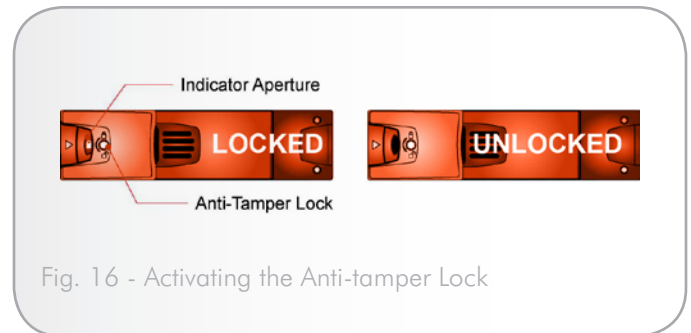 Indicator Aperture
LOCKED
UNLOCKED
Anti-Tamper Lock
Fig. 16 - Activating the Anti-tamper Lock